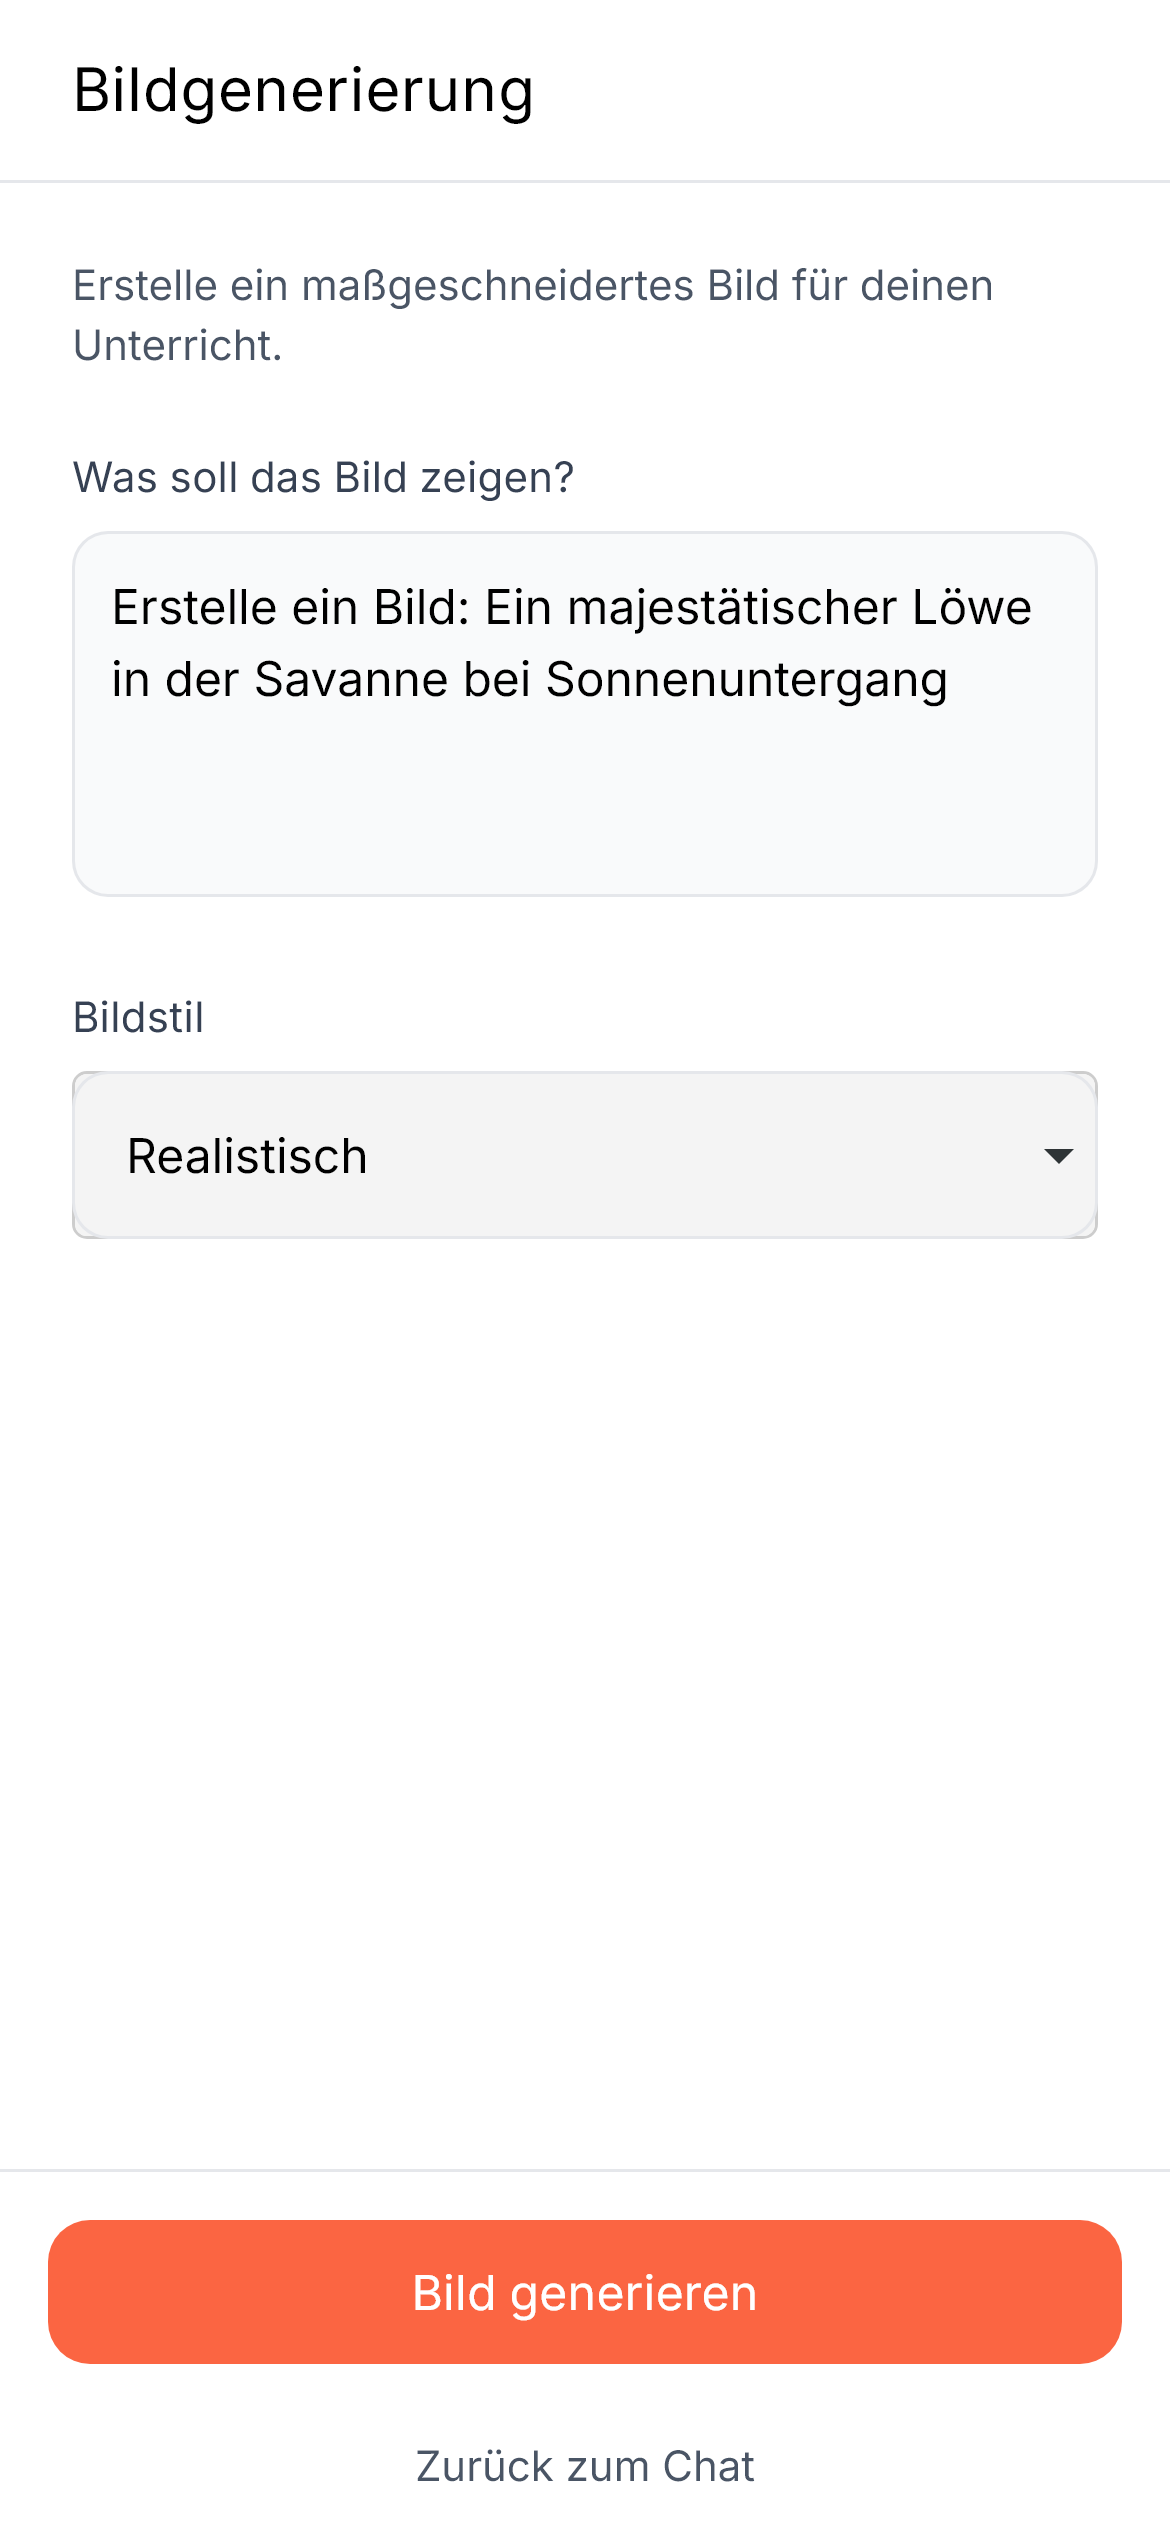 Bildgenerierung
Erstelle ein maßgeschneidertes Bild für deinen
Unterricht.
Was soll das Bild zeigen?
Erstelle ein Bild: Ein majestätischer Löwe
in der Savanne bei Sonnenuntergang
Bildstil
Realistisch
Bild generieren
Zurück zum Chat